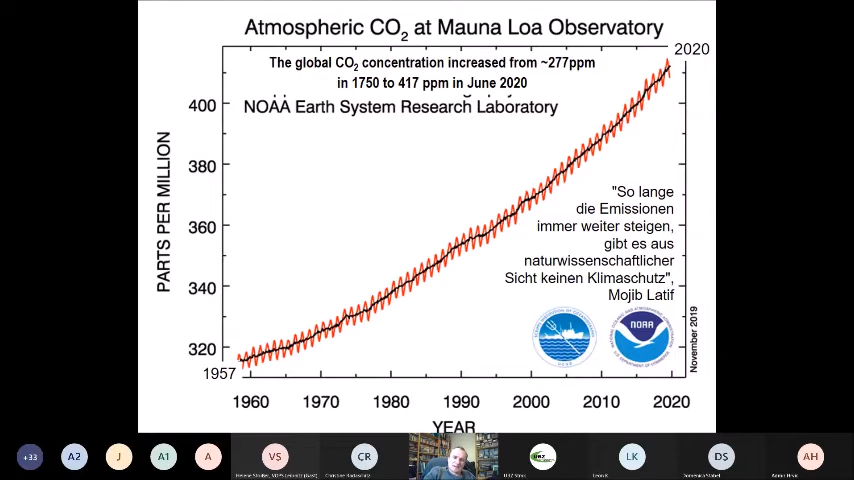 Atmospheric CO2 at Mauna Loa Observatory
2020
The global CO2 concentration increased from ~277ppm
in 1750 to 417 ppm in June 2020
NOAA Earth System Research Laboratory
PARTS PER MILLION
400
380
360
340
320
1957
"So lange
die Emissionen
immer weiter steigen,
gibt es aus
naturwissenschaftlicher
Sicht keinen Klimaschutz",
Mojib Latif
NOAA
November 2019
1960 1970 1980 1990 2000 2010 2020
YEAR
+33 A2 J A1 A VS CR LK DS AH